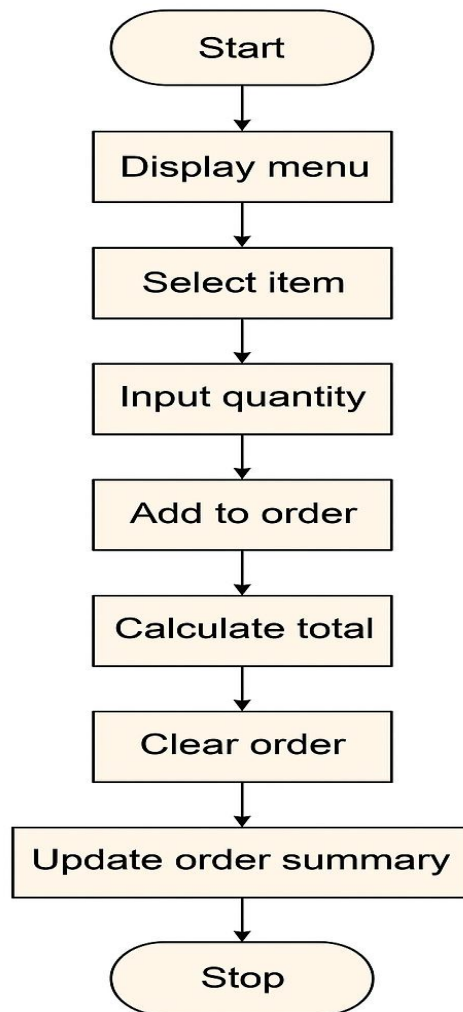 Start
Display menu
Select item
Input quantity
Add to order
Calculate total
Clear order
Update order summary
Stop